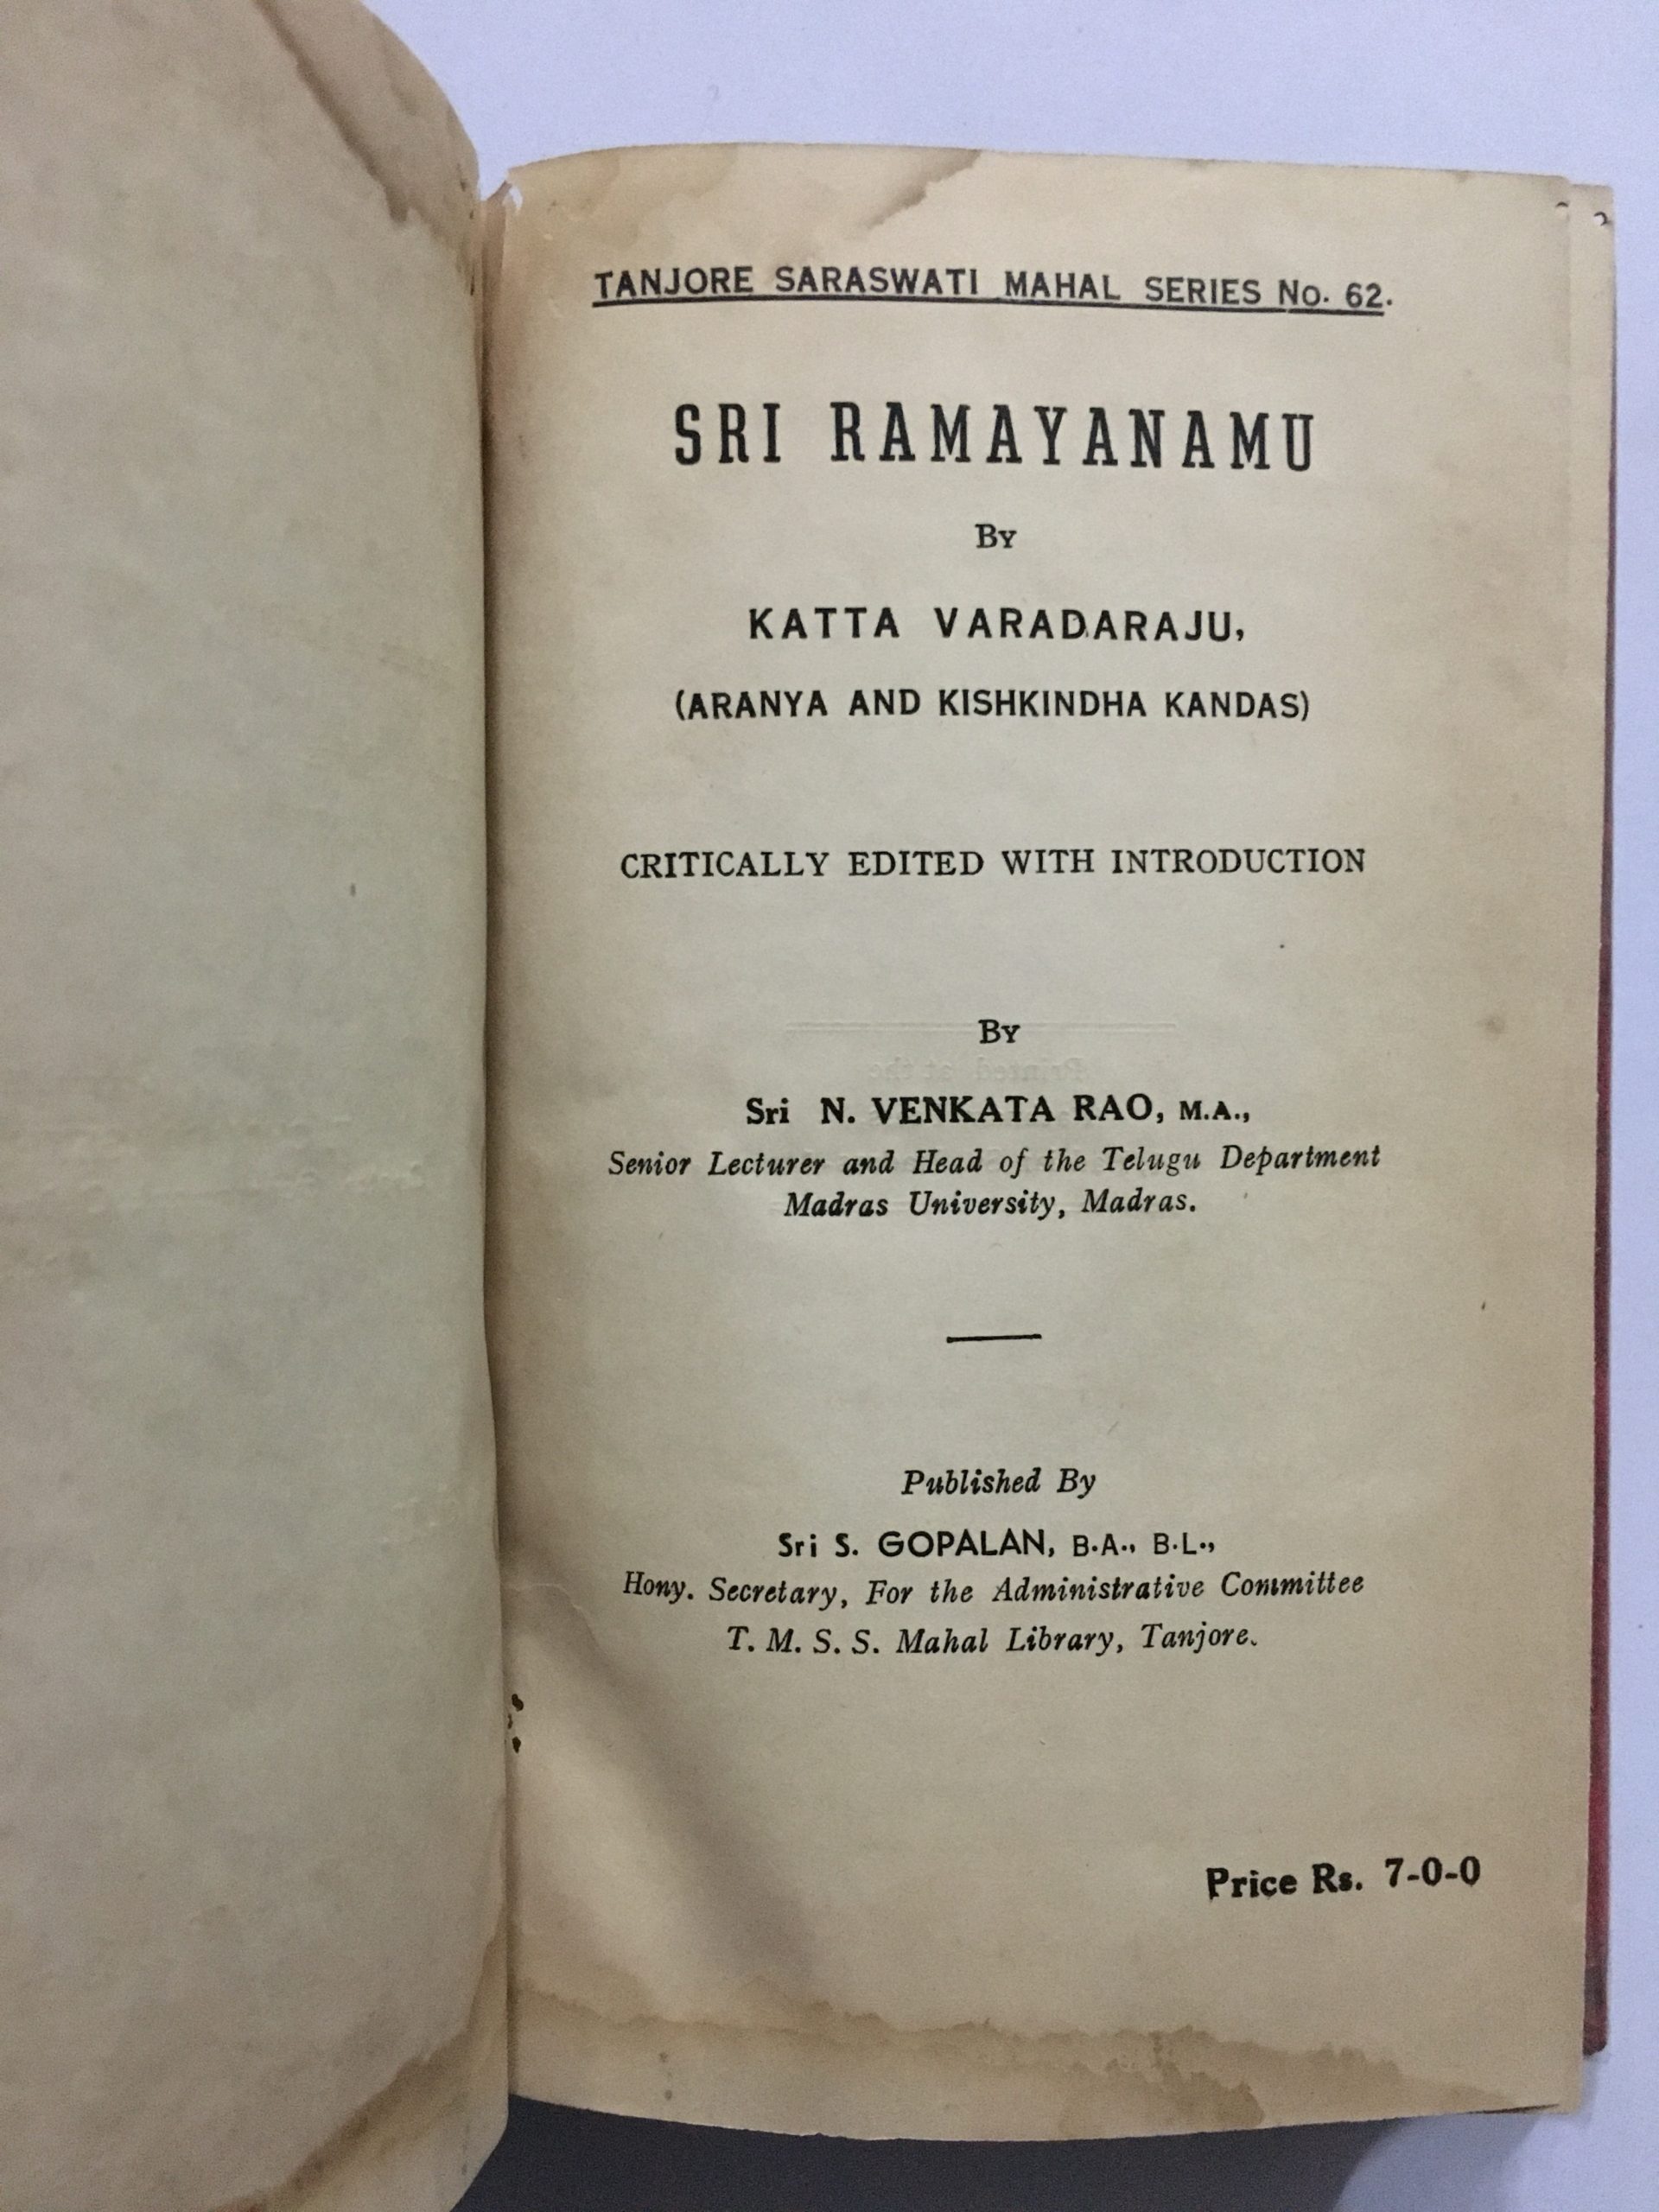 TANJORE SARASWATI MAHAL SERIES No. 62.
SRI RAMAYANAMU
By
KATTA VARADARAJU,
(ARANYA AND KISHKINDHA KANDAS)
CRITICALLY EDITED WITH INTRODUCTION
By
Sri N. VENKATA RAO, M.A.,
Senior Lecturer and Head of the Telugu Department
Madras University, Madras.
Published By
Sri S. GOPALAN, B.A., B.L.,
Hony. Secretary, For the Administrative Committee
T. M. S. S. Mahal Library, Tanjore.
Price Rs. 7-0-0